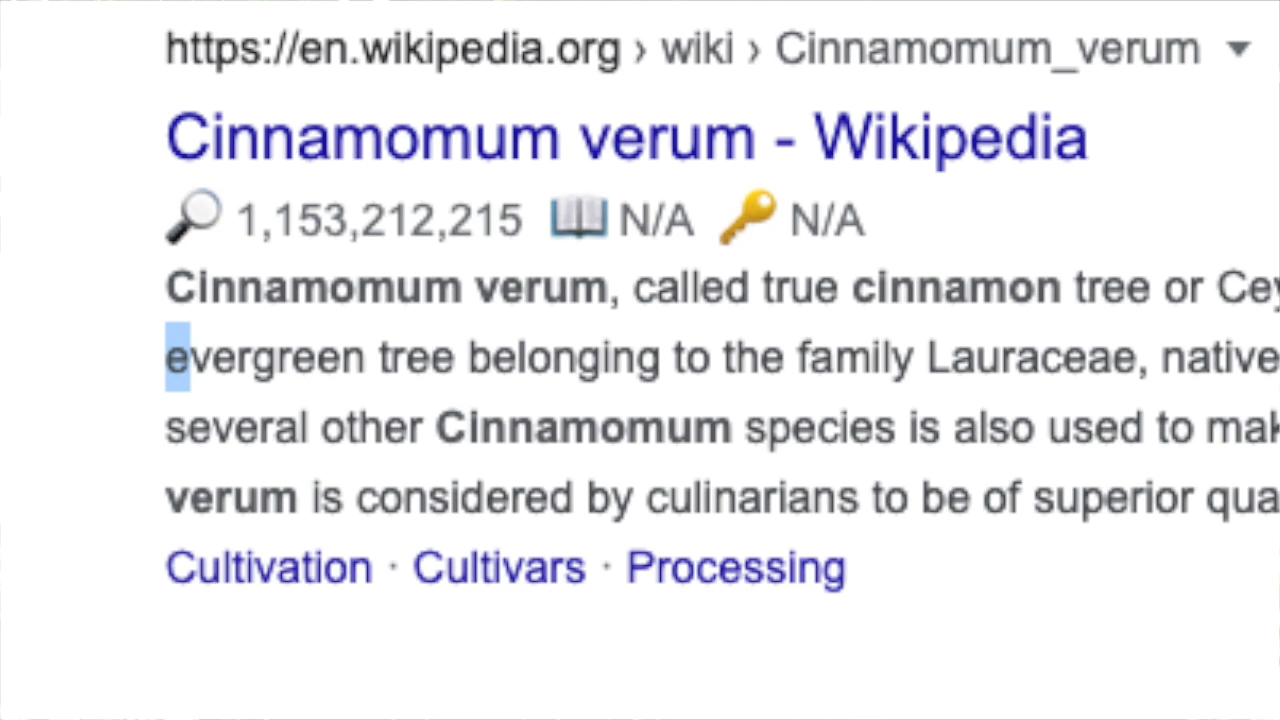 https://en.wikipedia.org › wiki › Cinnamomum_verum
Cinnamomum verum - Wikipedia
1,153,212,215 N/A N/A
Cinnamomum verum, called true cinnamon tree or
evergreen tree belonging to the family Lauraceae, native
several other Cinnamomum species is also used to
verum is considered by culinarians to be of superior
Cultivation · Cultivars · Processing